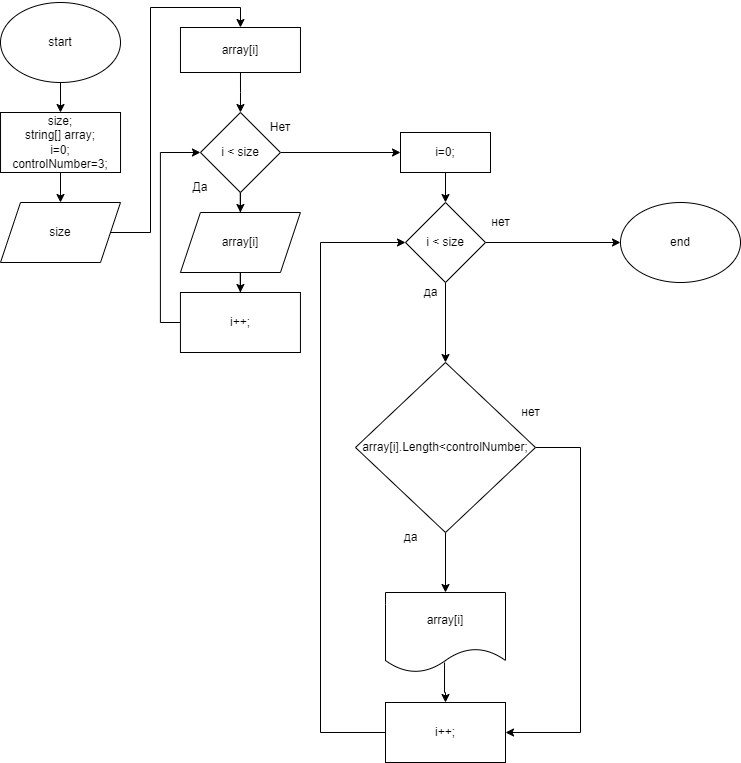 start
size;
string[] array;
i=0;
controlNumber=3;
size
array[i]
i < size
Нет
Да
array[i]
i++;
i=0;
i < size
нет
end
да
array[i].Length<controlNumber;
нет
да
array[i]
i++;